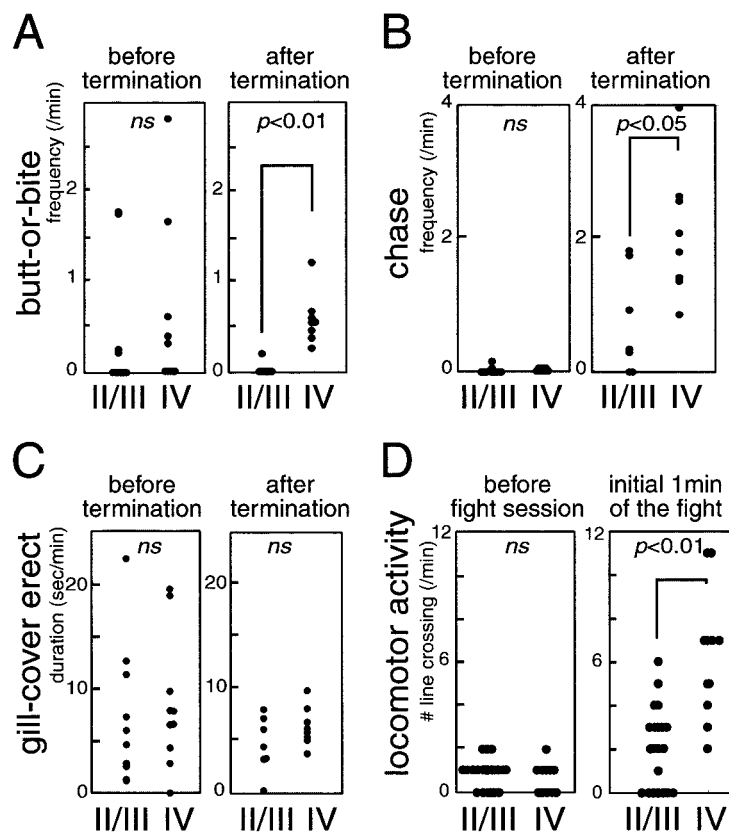 A
before
termination
after
termination
butt-or-bite
frequency (/min)
ns
p<0.01
2
1
0
2
1
0
II/III IV
II/III IV
B
before
termination
after
termination
chase
frequency (/min)
4
ns
2
0
4
p<0.05
2
0
II/III IV
II/III IV
C
before
termination
after
termination
gill-cover erect
duration (sec/min)
ns
ns
20
10
0
20
10
0
II/III IV
II/III IV
D
before
fight session
initial 1min
of the fight
locomotor activity
# line crossing (/min)
12
ns
6
0
12
p<0.01
6
0
II/III IV
II/III IV